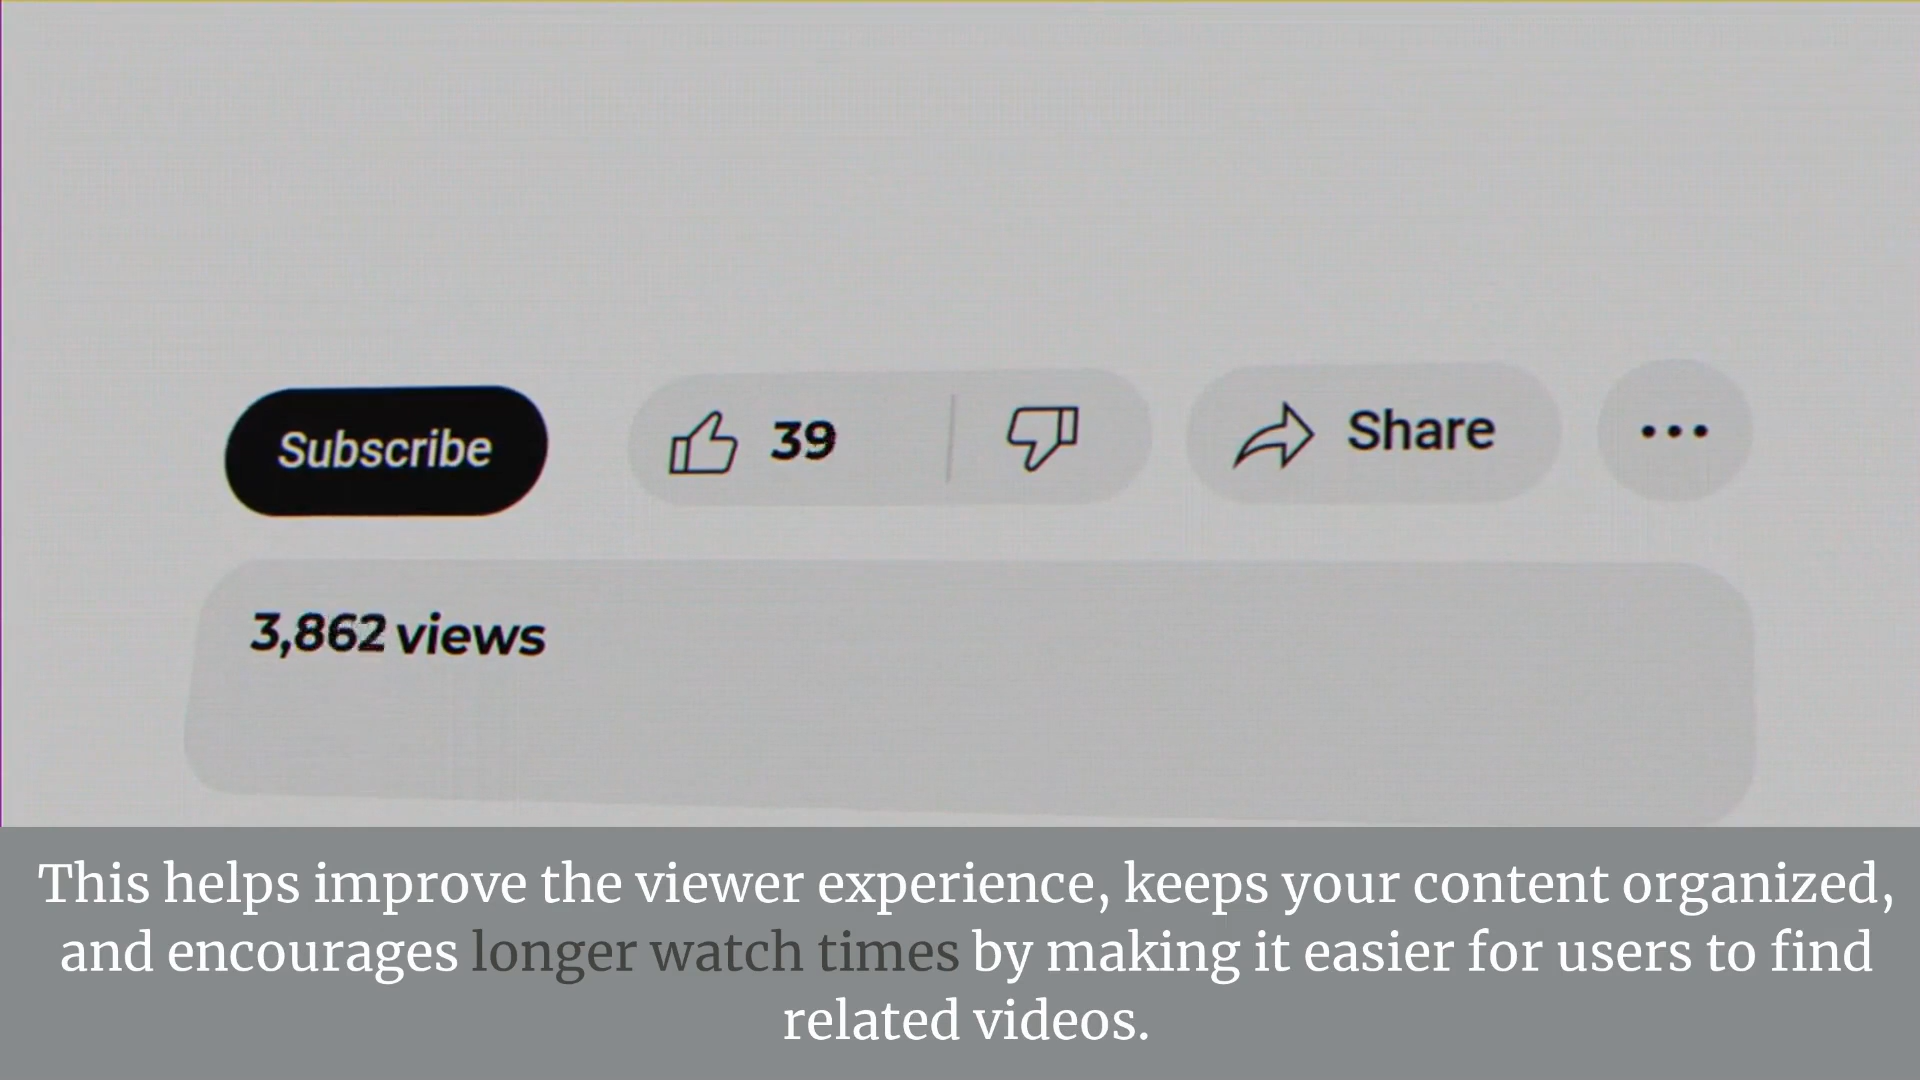 Subscribe
39
Share
3,862 views
This helps improve the viewer experience, keeps your content organized,
and encourages longer watch times by making it easier for users to find
related videos.